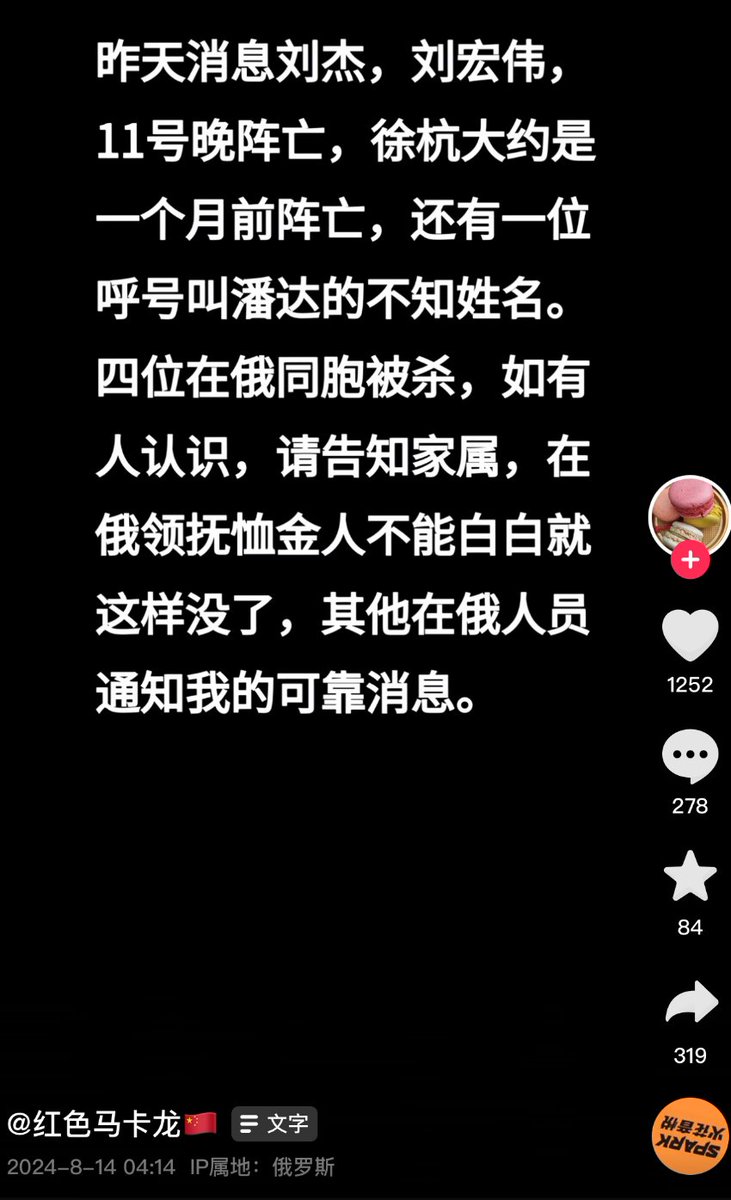 昨天消息刘杰，刘宏伟，
11号晚阵亡，徐杭大约是
一个月前阵亡，还有一位
呼号叫潘达的不知姓名。
四位在俄同胞被杀，如有
人认识，请告知家属，在
俄领抚恤金人不能白白就
这样没了，其他在俄人员
通知我的可靠消息。
1252
278
84
319
@红色马卡龙🇨🇳 文字
2024-8-14 04:14 IP属地：俄罗斯
SPARK
火花音悦